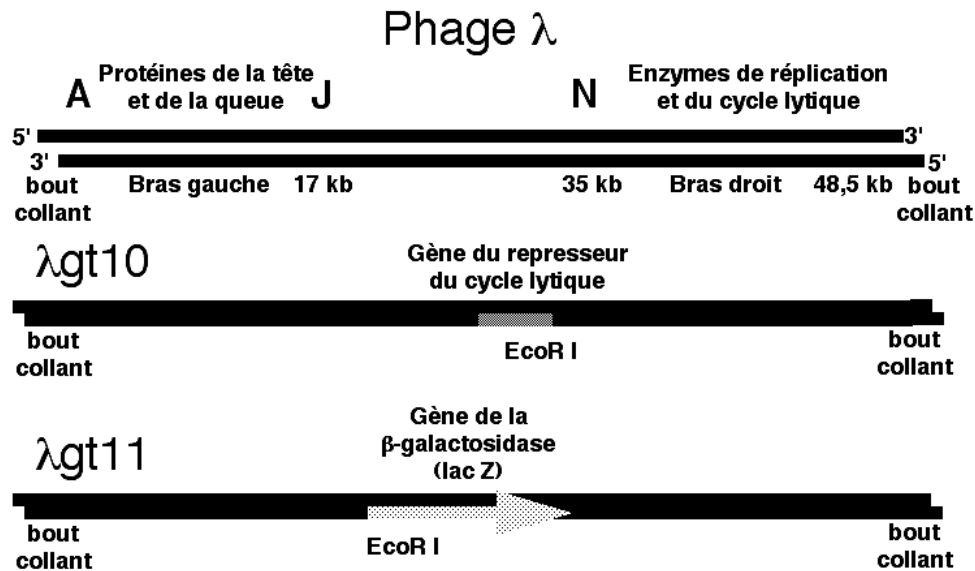 Phage λ
Protéines de la tête
et de la queue
A
J
N
Enzymes de réplication
et du cycle lytique
5'
3'
3'
5'
bout
collant
Bras gauche
17 kb
35 kb
Bras droit
48,5 kb
bout
collant
λgt10
Gène du represseur
du cycle lytique
bout
collant
EcoR I
bout
collant
λgt11
Gène de la
β-galactosidase
(lac Z)
bout
collant
EcoR I
bout
collant